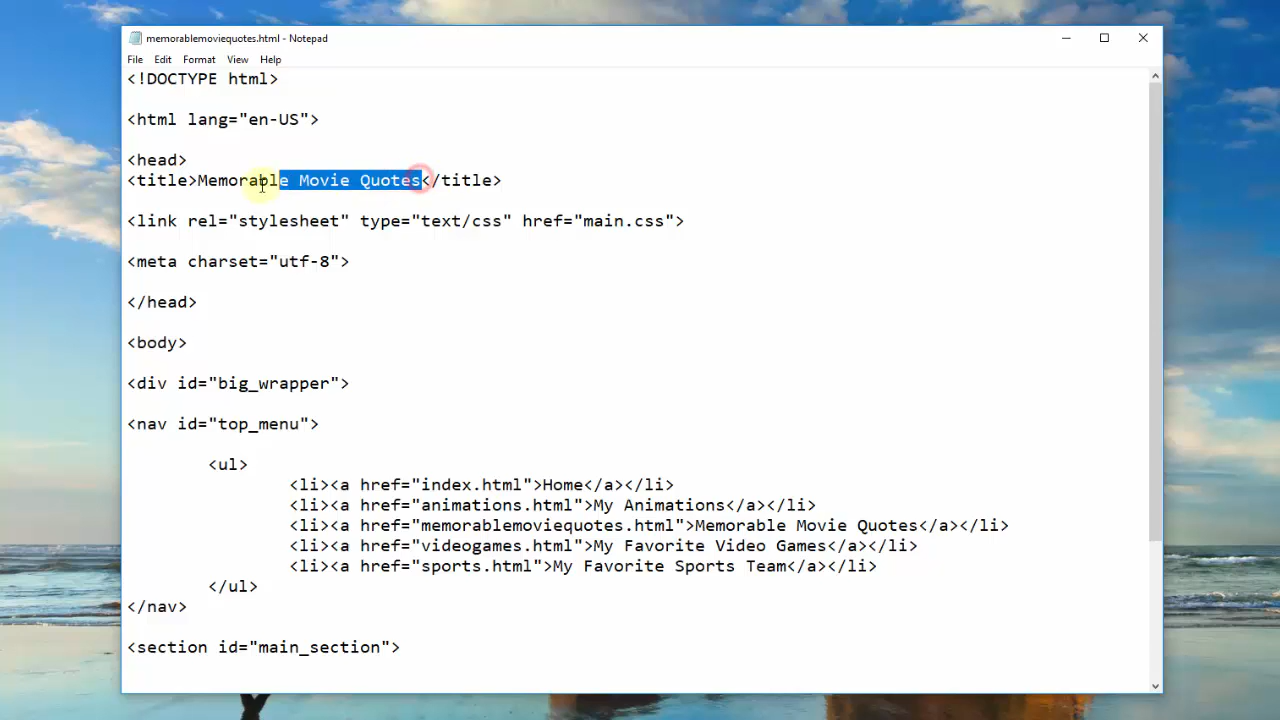 memorablemoviequotes.html - Notepad
File Edit Format View Help
<!DOCTYPE html>
<html lang="en-US">
<head>
<title>Memorable Movie Quotes</title>
<link rel="stylesheet" type="text/css" href="main.css">
<meta charset="utf-8">
</head>
<body>
<div id="big_wrapper">
<nav id="top_menu">
<ul>
<li><a href="index.html">Home</a></li>
<li><a href="animations.html">My Animations</a></li>
<li><a href="memorablemoviequotes.html">Memorable Movie Quotes</a></li>
<li><a href="videogames.html">My Favorite Video Games</a></li>
<li><a href="sports.html">My Favorite Sports Team</a></li>
</ul>
</nav>
<section id="main_section">